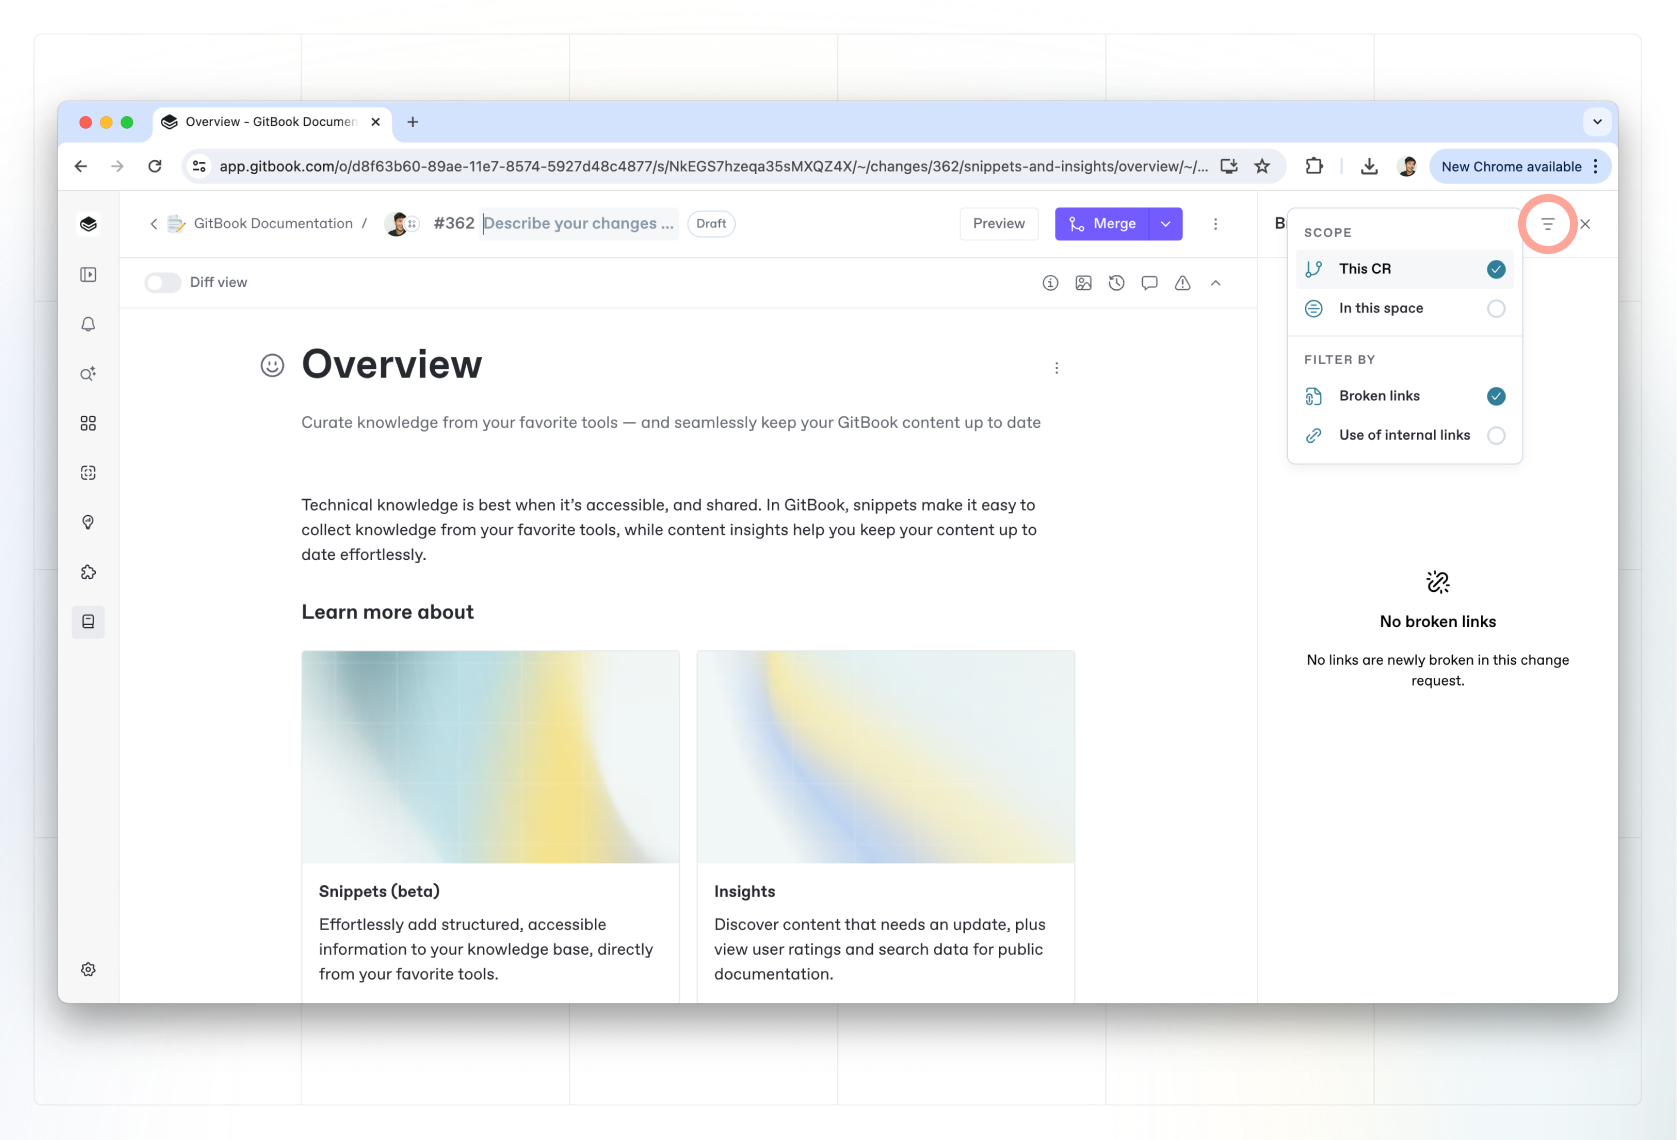 Overview - GitBook Documen
app.gitbook.com/o/d8f63b60-89ae-11e7-8574-5927d48c4877/s/NkEGS7hzeqa35sMXQZ4X/~/changes/362/snippets-and-insights/overview/~/...
New Chrome available
GitBook Documentation /
#362 Describe your changes ...
Draft
Preview
Merge
B
Diff view
SCOPE
This CR
In this space
FILTER BY
Broken links
Use of internal links
Overview
Curate knowledge from your favorite tools — and seamlessly keep your GitBook content up to date
Technical knowledge is best when it’s accessible, and shared. In GitBook, snippets make it easy to
collect knowledge from your favorite tools, while content insights help you keep your content up to
date effortlessly.
Learn more about
Snippets (beta)
Effortlessly add structured, accessible
information to your knowledge base, directly
from your favorite tools.
Insights
Discover content that needs an update, plus
view user ratings and search data for public
documentation.
No broken links
No links are newly broken in this change
request.